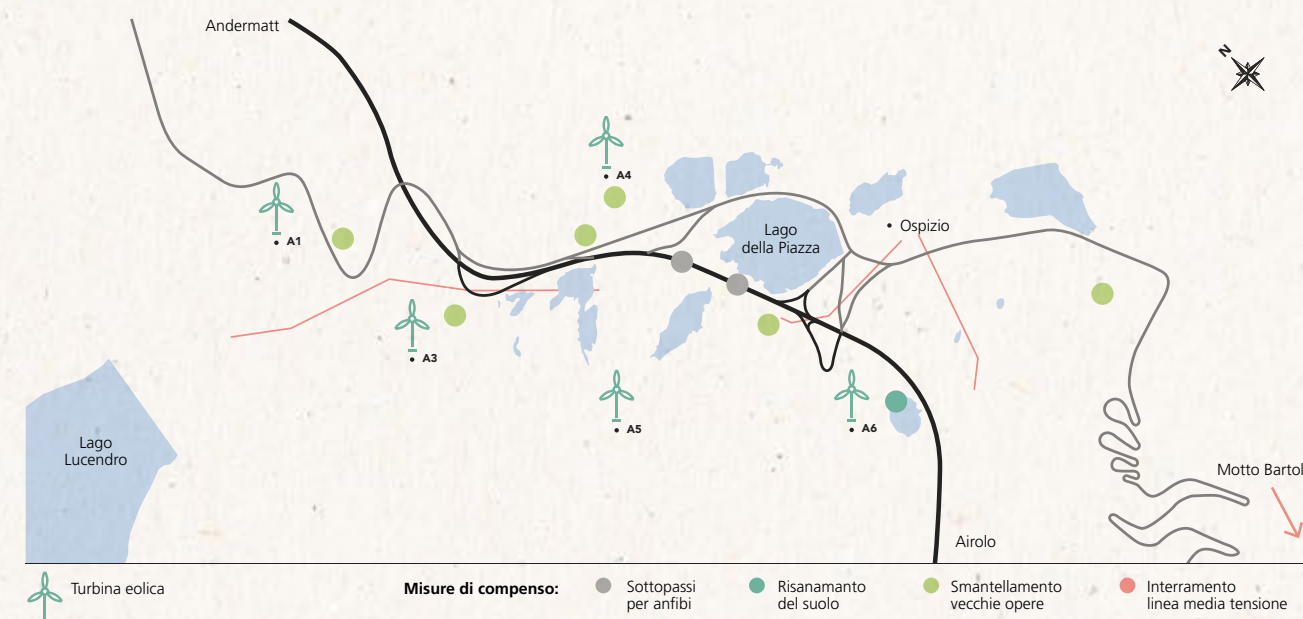 Andermatt
N
A4
A1
Ospizio
Lago
della Piazza
A3
A5
A6
Lago
Lucendro
Motto Bartol
Airolo
Turbina eolica
Misure di compenso:
Sottopassi
per anfibi
Risanamanto
del suolo
Smantellamento
vecchie opere
Interramento
linea media tensione